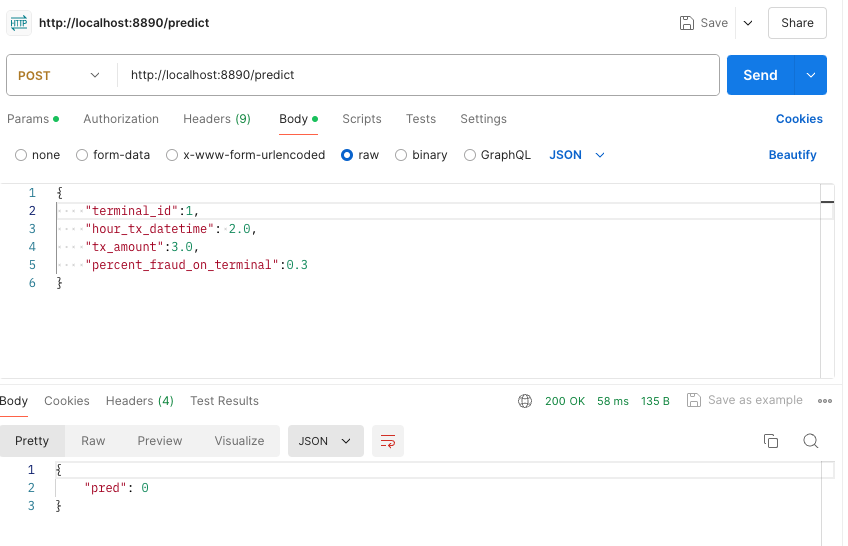 HTTP http://localhost:8890/predict Save Share
POST http://localhost:8890/predict Send
Params Authorization Headers (9) Body Scripts Tests Settings Cookies
none form-data x-www-form-urlencoded raw binary GraphQL JSON Beautify
1 {
2 "terminal_id":1,
3 "hour_tx_datetime": 2.0,
4 "tx_amount":3.0,
5 "percent_fraud_on_terminal":0.3
6 }
Body Cookies Headers (4) Test Results 200 OK 58 ms 135 B Save as example
Pretty Raw Preview Visualize JSON
1 {
2 "pred": 0
3 }